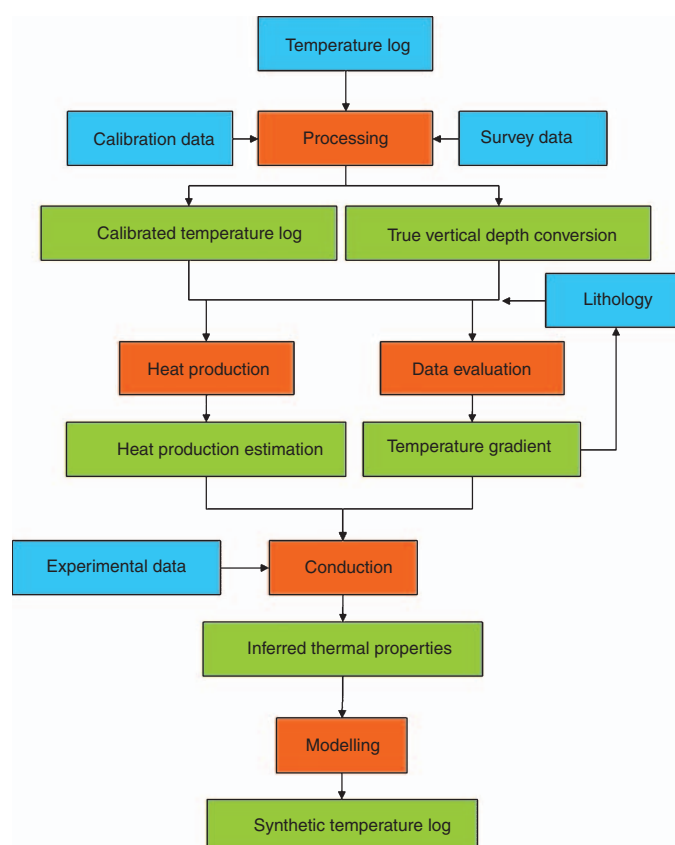 Temperature log
Calibration data
Processing
Survey data
Calibrated temperature log
True vertical depth conversion
Lithology
Heat production
Data evaluation
Heat production estimation
Temperature gradient
Experimental data
Conduction
Inferred thermal properties
Modelling
Synthetic temperature log